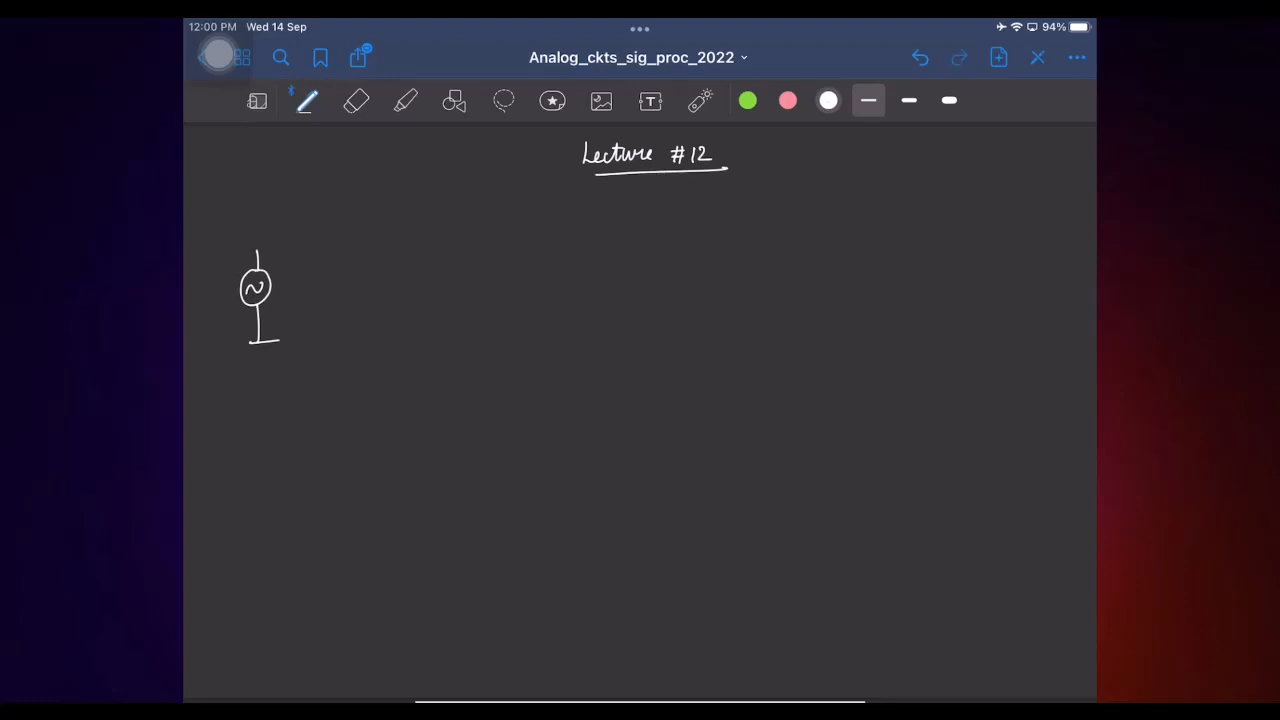 12:00 PM Wed 14 Sep 94%
Analog_ckts_sig_proc_2022
T
Lecture #12